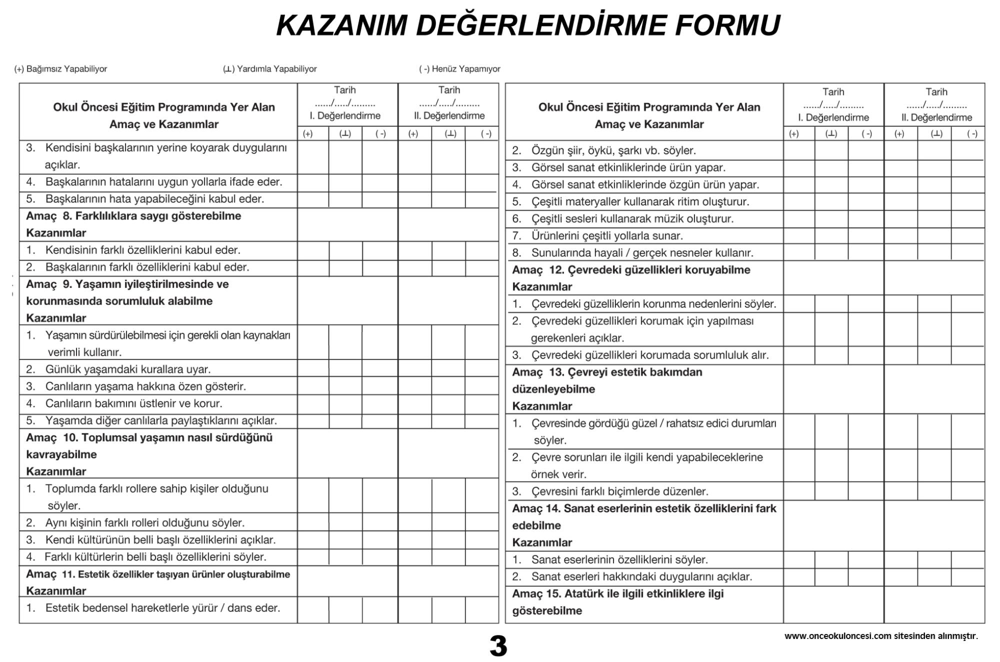 KAZANIM DEĞERLENDİRME FORMU
(+) Bağımsız Yapabiliyor (⊥) Yardımla Yapabiliyor ( -) Henüz Yapamıyor
Okul Öncesi Eğitim Programında Yer Alan
Amaç ve Kazanımlar
Tarih
....../...../.........
I. Değerlendirme
Tarih
....../...../.........
II. Değerlendirme
(+) (⊥) ( -) (+) (⊥) ( -)
3. Kendisini başkalarının yerine koyarak duygularını
açıklar.
4. Başkalarının hatalarını uygun yollarla ifade eder.
5. Başkalarının hata yapabileceğini kabul eder.
Amaç 8. Farklılıklara saygı gösterebilme
Kazanımlar
1. Kendisinin farklı özelliklerini kabul eder.
2. Başkalarının farklı özelliklerini kabul eder.
Amaç 9. Yaşamın iyileştirilmesinde ve
korunmasında sorumluluk alabilme
Kazanımlar
1. Yaşamın sürdürülebilmesi için gerekli olan kaynakları
verimli kullanır.
2. Günlük yaşamdaki kurallara uyar.
3. Canlıların yaşama hakkına özen gösterir.
4. Canlıların bakımını üstlenir ve korur.
5. Yaşamda diğer canlılarla paylaştıklarını açıklar.
Amaç 10. Toplumsal yaşamın nasıl sürdüğünü
kavrayabilme
Kazanımlar
1. Toplumda farklı rollere sahip kişiler olduğunu
söyler.
2. Aynı kişinin farklı rolleri olduğunu söyler.
3. Kendi kültürünün belli başlı özelliklerini açıklar.
4. Farklı kültürlerin belli başlı özelliklerini söyler.
Amaç 11. Estetik özellikler taşıyan ürünler oluşturabilme
Kazanımlar
1. Estetik bedensel hareketlerle yürür / dans eder.
Okul Öncesi Eğitim Programında Yer Alan
Amaç ve Kazanımlar
Tarih
....../...../.........
I. Değerlendirme
Tarih
....../...../.........
II. Değerlendirme
(+) (⊥) ( -) (+) (⊥) ( -)
2. Özgün şiir, öykü, şarkı vb. söyler.
3. Görsel sanat etkinliklerinde ürün yapar.
4. Görsel sanat etkinliklerinde özgün ürün yapar.
5. Çeşitli materyaller kullanarak ritim oluşturur.
6. Çeşitli sesleri kullanarak müzik oluşturur.
7. Ürünlerini çeşitli yollarla sunar.
8. Sunularında hayali / gerçek nesneler kullanır.
Amaç 12. Çevredeki güzellikleri koruyabilme
Kazanımlar
1. Çevredeki güzelliklerin korunma nedenlerini söyler.
2. Çevredeki güzellikleri korumak için yapılması
gerekenleri açıklar.
3. Çevredeki güzellikleri korumada sorumluluk alır.
Amaç 13. Çevreyi estetik bakımdan
düzenleyebilme
Kazanımlar
1. Çevresinde gördüğü güzel / rahatsız edici durumları
söyler.
2. Çevre sorunları ile ilgili kendi yapabileceklerine
örnek verir.
3. Çevresini farklı biçimlerde düzenler.
Amaç 14. Sanat eserlerinin estetik özelliklerini fark
edebilme
Kazanımlar
1. Sanat eserlerinin özelliklerini söyler.
2. Sanat eserleri hakkındaki duygularını açıklar.
Amaç 15. Atatürk ile ilgili etkinliklere ilgi
gösterebilme
www.onceokuloncesi.com sitesinden alınmıştır.
3